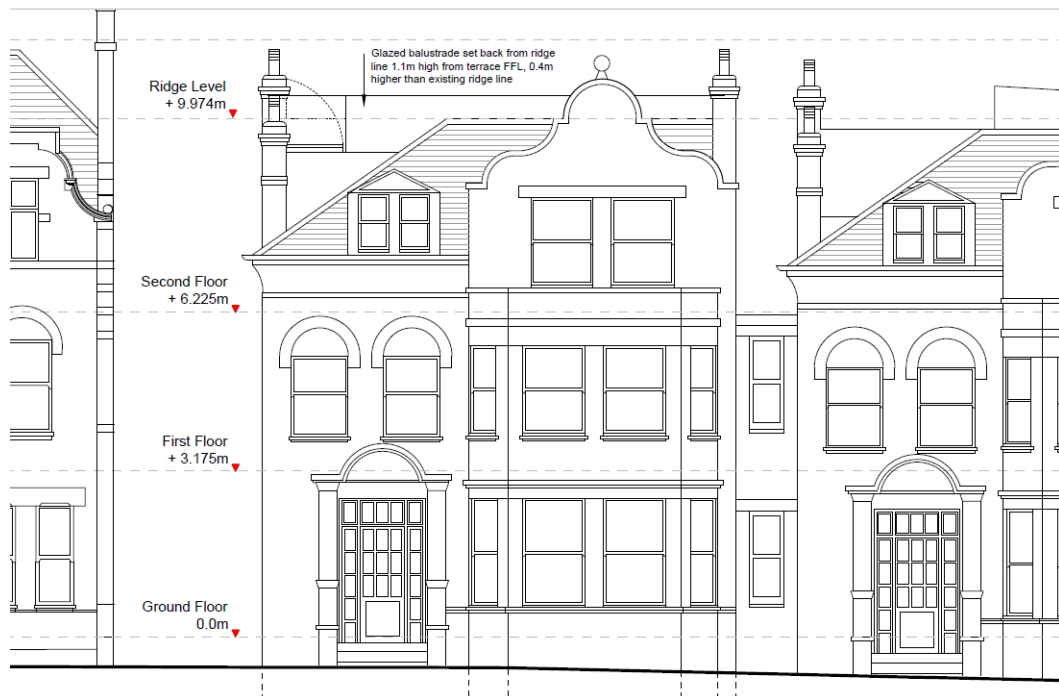 Glazed balustrade set back from ridge
line 1.1m high from terrace FFL, 0.4m
higher than existing ridge line
Ridge Level
+ 9.974m
Second Floor
+ 6.225m
First Floor
+ 3.175m
Ground Floor
0.0m